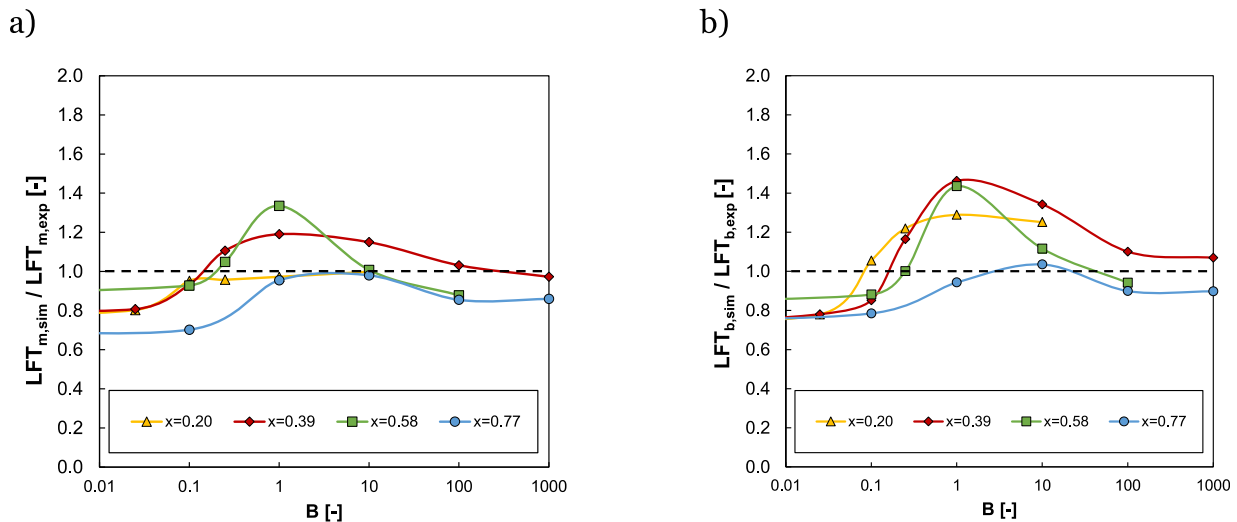 a)
2.0
1.8
1.6
1.4
1.2
1.0
0.8
0.6
0.4
0.2
0.0
LFTm,sim / LFTm,exp [-]
x=0.20 x=0.39 x=0.58 x=0.77
0.01 0.1 1 10 100 1000
B [-]
b)
2.0
1.8
1.6
1.4
1.2
1.0
0.8
0.6
0.4
0.2
0.0
LFTb,sim / LFTb,exp [-]
x=0.20 x=0.39 x=0.58 x=0.77
0.01 0.1 1 10 100 1000
B [-]